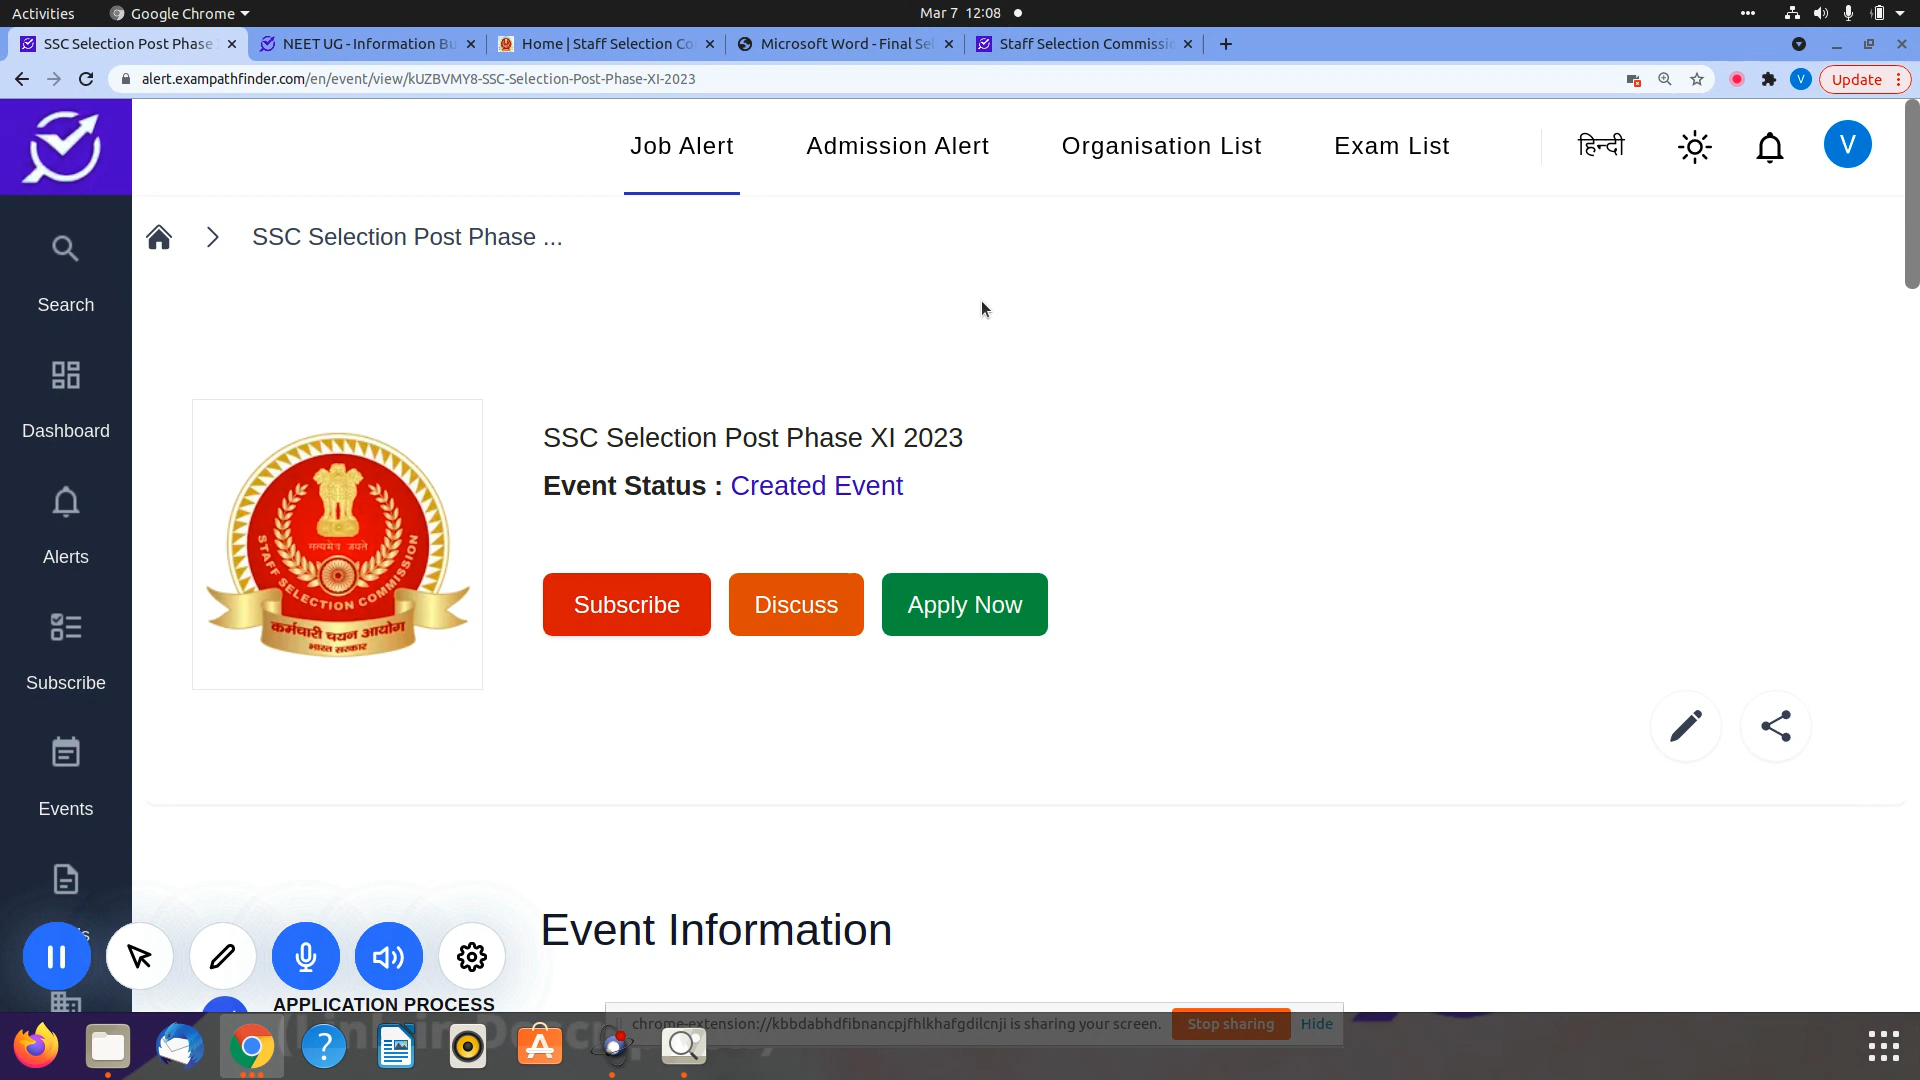 Activities
Google Chrome
Mar 7 12:08
SSC Selection Post Phase
NEET UG - Information Bu
Home | Staff Selection Co
Microsoft Word - Final Sel
Staff Selection Commissi
alert.exampathfinder.com/en/event/view/kUZBVMY8-SSC-Selection-Post-Phase-XI-2023
V
Update
Job Alert
Admission Alert
Organisation List
Exam List
हिन्दी
V
SSC Selection Post Phase ...
Search
Dashboard
Alerts
Subscribe
Events
STAFF SELECTION COMMISSION
सत्यमेव जयते
कर्मचारी चयन आयोग
भारत सरकार
SSC Selection Post Phase XI 2023
Event Status : Created Event
Subscribe
Discuss
Apply Now
Event Information
APPLICATION PROCESS
chrome-extension://kbbdabhdfibnancpjfhlkhafgdilcnji is sharing your screen.
Stop sharing
Hide